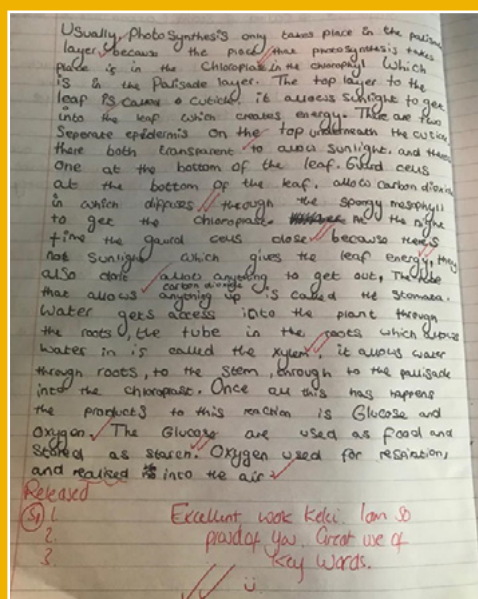 Usually, Photosynthesis only takes place in the palisade
layer, because the place that photosynthesis takes
place is in the Chloroplast in the chlorophyl which
is in the Palisade layer. The top layer to the
leaf is called a cuticle. it allows sunlight to get
into the leaf which creates energy. There are two
Seperate epidermis on the top underneath the cuticle
there both transparent to allow sunlight. and theres
One at the bottom of the leaf. Guard cells
at the bottom of the leaf. allow carbon dioxide
in which diffuses through the spongy mesophyll
to get the chloroplast. At the night
time the gaurd cells close because there's
not sunlight which gives the leaf energy, they
also dont allow anything to get out, The
carbon dioxide
that allows anything up is called the stomata.
Water gets access into the plant through
the roots, the tube in the roots which allows
water in is called the xylem, it allows water
through roots, to the stem, through to the pallisade
into the chloroplast. Once all this has happens
the products to this reaction is Glucose and
Oxygen. The Glucose are used as food and
Stored as starch. Oxygen used for respiration,
and realised into the air.
Released
S1 1.
2.
3.
Excellent work Kelci. I am so
proud of you. Great use of
Key Words.